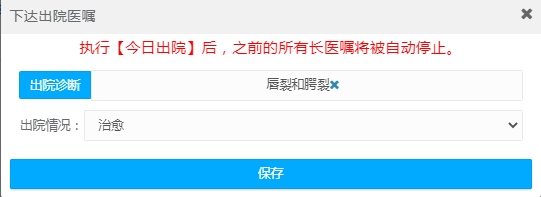 下达出院医嘱
执行【今日出院】后，之前的所有长医嘱将被自动停止。
出院诊断 唇裂和腭裂
出院情况： 治愈
保存